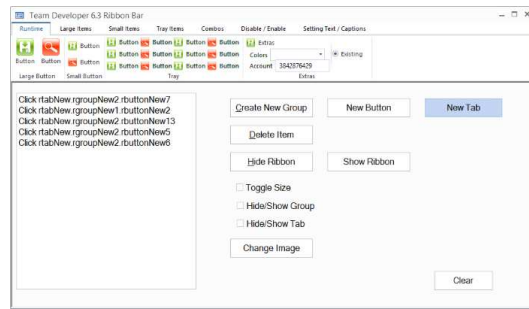 Team Developer 6.3 Ribbon Bar
Runtime Large Items Small Items Tray Items Combos Disable / Enable Setting Text / Captions
Button Button Button Button Button Extras
Button Button Button Button Colors Existing
Button Button Button Button Button Button Account 3842876429
Large Button Small Button Tray Extras
Click rtabNew.rgroupNew2.rbuttonNew7
Click rtabNew.rgroupNew1.rbuttonNew2
Click rtabNew.rgroupNew2.rbuttonNew13
Click rtabNew.rgroupNew2.rbuttonNew5
Click rtabNew.rgroupNew2.rbuttonNew6
Create New Group New Button New Tab
Delete Item
Hide Ribbon Show Ribbon
Toggle Size
Hide/Show Group
Hide/Show Tab
Change Image
Clear